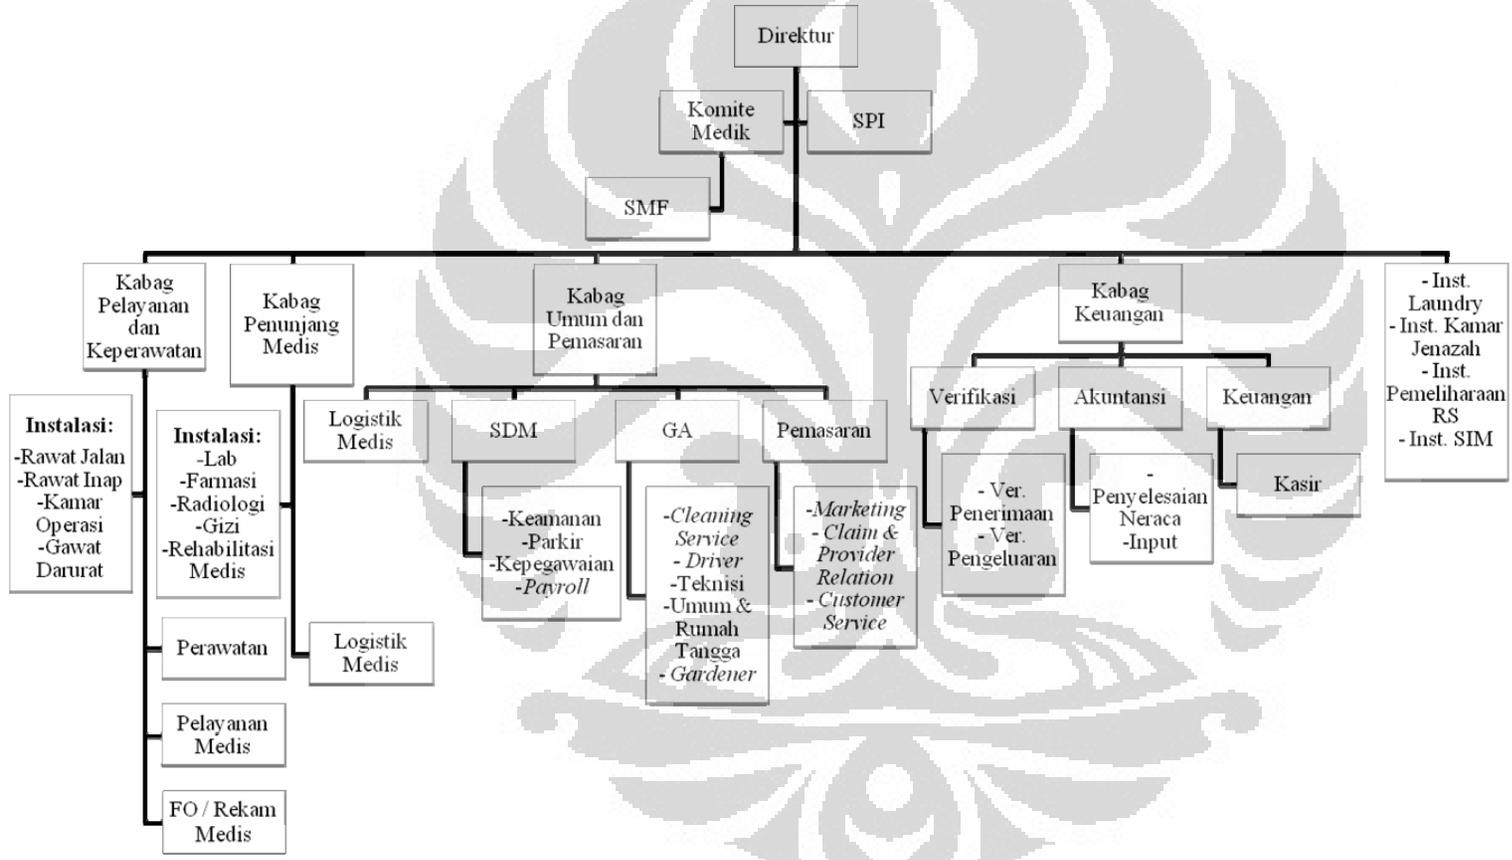 Direktur
Komite
Medik
SPI
SMF
Kabag
Pelayanan
dan
Keperawatan
Kabag
Penunjang
Medis
Kabag
Umum dan
Pemasaran
Kabag
Keuangan
- Inst.
Laundry
- Inst. Kamar
Jenazah
- Inst.
Pemeliharaan
RS
- Inst. SIM
Instalasi:
-Rawat Jalan
-Rawat Inap
-Kamar
Operasi
-Gawat
Darurat
Perawatan
Pelayanan
Medis
FO / Rekam
Medis
Instalasi:
-Lab
-Farmasi
-Radiologi
-Gizi
-Rehabilitasi
Medis
Logistik
Medis
Logistik
Medis
SDM
GA
Pemasaran
-Keamanan
-Parkir
-Kepegawaian
-Payroll
-Cleaning
Service
- Driver
-Teknisi
-Umum &
Rumah
Tangga
- Gardener
-Marketing
- Claim &
Provider
Relation
- Customer
Service
Verifikasi
Akuntansi
Keuangan
- Ver.
Penerimaan
- Ver.
Pengeluaran
-
Penyelesaian
Neraca
-Input
Kasir